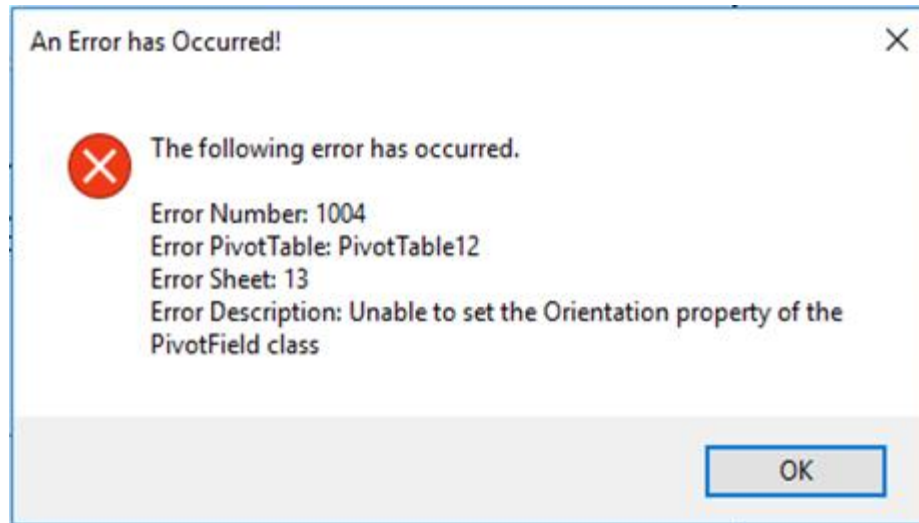 An Error has Occurred!
The following error has occurred.
Error Number: 1004
Error PivotTable: PivotTable12
Error Sheet: 13
Error Description: Unable to set the Orientation property of the
PivotField class
OK